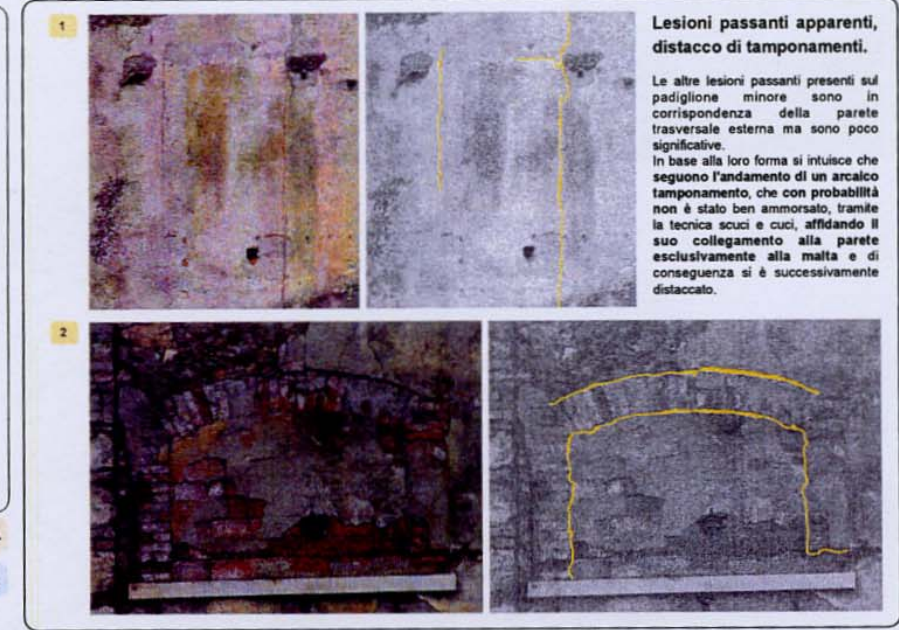 1
Lesioni passanti apparenti,
distacco di tamponamenti.
Le altre lesioni passanti presenti sul
padiglione minore sono in
corrispondenza della parete
trasversale esterna ma sono poco
significative.
In base alla loro forma si intuisce che
seguono l'andamento di un arcaico
tamponamento, che con probabilità
non è stato ben ammorsato, tramite
la tecnica scuci e cuci, affidando il
suo collegamento alla parete
esclusivamente alla malta e di
conseguenza si è successivamente
distaccato.
2